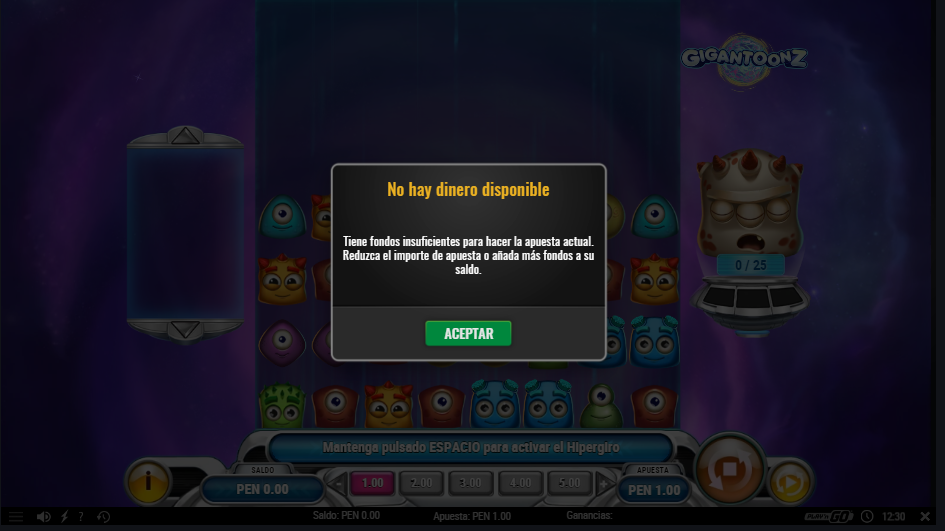 GIGANTOONZ
No hay dinero disponible
Tiene fondos insuficientes para hacer la apuesta actual.
Reduzca el importe de apuesta o añada más fondos a su
saldo.
0 / 25
ACEPTAR
Mantenga pulsado ESPACIO para activar el Hipergiro
SALDO
PEN 0.00
- 1.00 2.00 3.00 4.00 5.00 +
APUESTA
PEN 1.00
Saldo: PEN 0.00 Apuesta: PEN 1.00 Ganancias:
PLAY'N GO 12:30